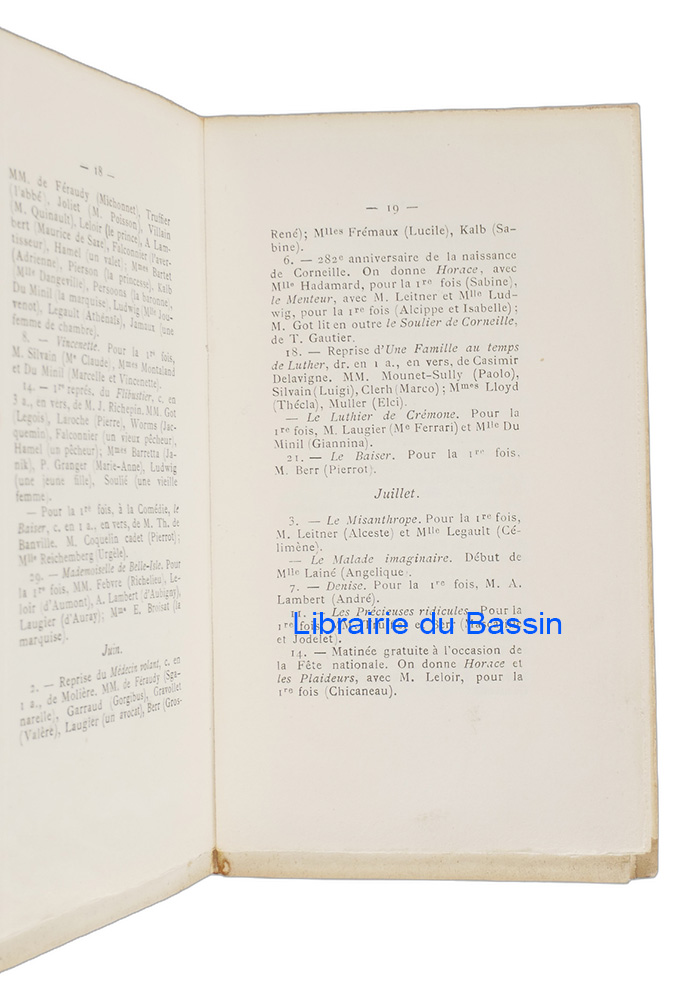 — 18 —
MM. de Féraudy (Michonnet), Truffier
(l'abbé), Joliet (M. Poisson), Villain
(M. Quinault), Leloir (le prince), A Lam-
bert (Maurice de Saxe), Falconnier (l'aver-
tisseur), Hamel (un valet); Mmes Bartet
(Adrienne), Pierson (la princesse), Kalb
(Mlle Dangeville), Persoons (la baronne),
Du Minil (la marquise), Ludwig (Mlle Jou-
venot), Legault (Athénaïs), Jamaux (une
femme de chambre).
8. — Vincenette. Pour la 1re fois,
M. Silvain (Me Claude), Mmes Montaland
et Du Minil (Marcelle et Vincenette).
14. — 1re représ. du Flibustier, c. en
3 a., en vers, de M. J. Richepin. MM. Got
(Legois), Laroche (Pierre), Worms (Jac-
quemin), Falconnier (un vieux pêcheur),
Hamel (un pêcheur); Mmes Barretta (Ja-
nik), P. Granger (Marie-Anne), Ludwig
(une jeune fille), Soulié (une vieille
femme).
— Pour la 1re fois, à la Comédie, le
Baiser, c. en 1 a., en vers, de M. Th. de
Banville. M. Coquelin cadet (Pierrot);
Mlle Reichemberg (Urgèle).
29. — Mademoiselle de Belle-Isle. Pour
la 1re fois, MM. Febvre (Richelieu), Le-
loir (d'Aumont), A. Lambert (d'Aubigny),
Laugier (d'Auray); Mme E. Broisat (la
marquise).
Juin.
2. — Reprise du Médecin volant, c. en
1 a., de Molière. MM. de Féraudy (Sga-
narelle), Garraud (Gorgibus), Gravollet
(Valère), Laugier (un avocat), Berr (Gros-
— 19 —
René); Mlles Frémaux (Lucile), Kalb (Sa-
bine).
6. — 282e anniversaire de la naissance
de Corneille. On donne Horace, avec
Mlle Hadamard, pour la 1re fois (Sabine),
le Menteur, avec M. Leitner et Mlle Lud-
wig, pour la 1re fois (Alcippe et Isabelle);
M. Got lit en outre le Soulier de Corneille,
de T. Gautier.
18. — Reprise d'Une Famille au temps
de Luther, dr. en 1 a., en vers, de Casimir
Delavigne. MM. Mounet-Sully (Paolo),
Silvain (Luigi), Clerh (Marco); Mmes Lloyd
(Thécla), Muller (Elci).
— Le Luthier de Crémone. Pour la
1re fois, M. Laugier (Me Ferrari) et Mlle Du
Minil (Giannina).
21. — Le Baiser. Pour la 1re fois,
M. Berr (Pierrot).
Juillet.
3. — Le Misanthrope. Pour la 1re fois,
M. Leitner (Alceste) et Mlle Legault (Cé-
limène).
— Le Malade imaginaire. Début de
Mlle Lainé (Angelique).
7. — Denise. Pour la 1re fois, M. A.
Lambert (André).
11. — Les Précieuses ridicules. Pour la
1re fois, Berr
et Jodelet).
14. — Matinée gratuite à l'occasion de
la Fête nationale. On donne Horace et
les Plaideurs, avec M. Leloir, pour la
1re fois (Chicaneau).
Librairie du Bassin